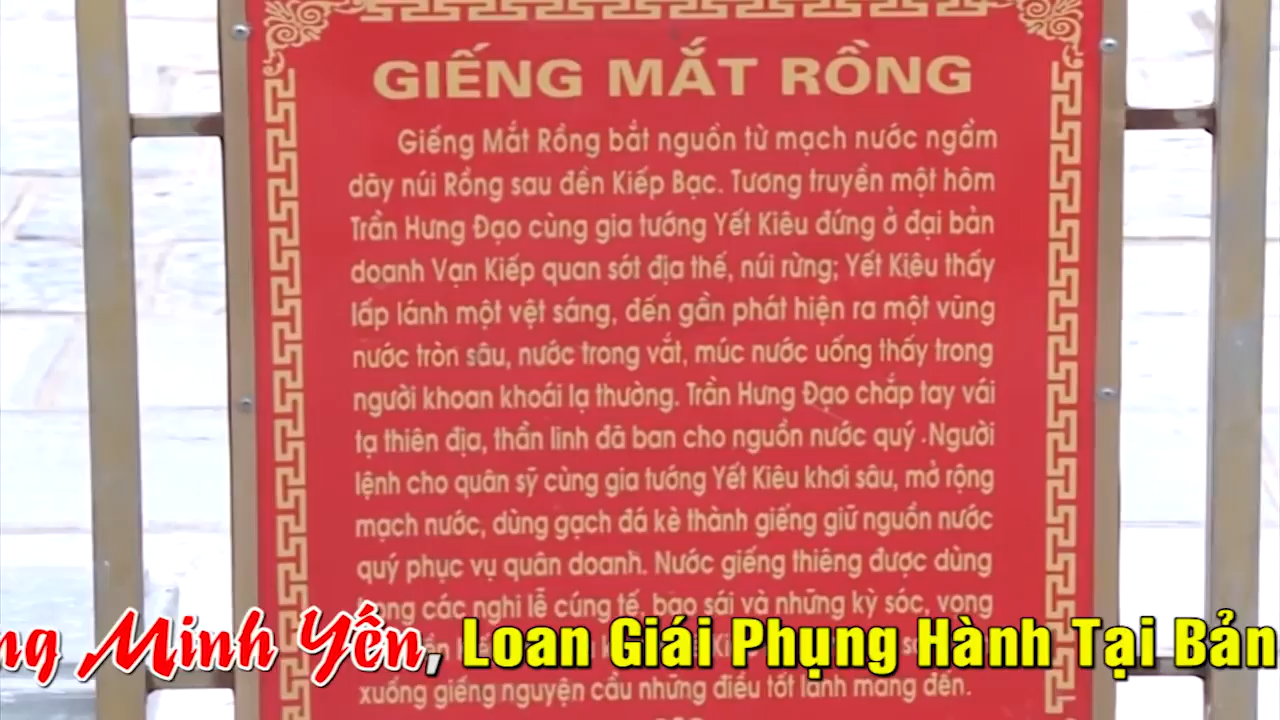 GIẾNG MẮT RỒNG
Giếng Mắt Rồng bắt nguồn từ mạch nước ngầm
dãy núi Rồng sau đền Kiếp Bạc. Tương truyền một hôm
Trần Hưng Đạo cùng gia tướng Yết Kiêu đứng ở đại bản
doanh Vạn Kiếp quan sót địa thế, núi rừng; Yết Kiêu thấy
lấp lánh một vệt sáng, đến gần phát hiện ra một vũng
nước tròn sâu, nước trong vắt, múc nước uống thấy trong
người khoan khoái lạ thường. Trần Hưng Đạo chắp tay vái
tạ thiên địa, thần linh đã ban cho nguồn nước quý. Người
lệnh cho quân sỹ cùng gia tướng Yết Kiêu khơi sâu, mở rộng
mạch nước, dùng gạch đá kè thành giếng giữ nguồn nước
quý phục vụ quân doanh. Nước giếng thiêng được dùng
các nghi lễ cúng tế, bao sái và những kỳ sóc, vọng
ng Minh Yến, Loan Giái Phụng Hành Tại Bản
xuống giếng nguyện cầu những điều tốt lành mang đến.